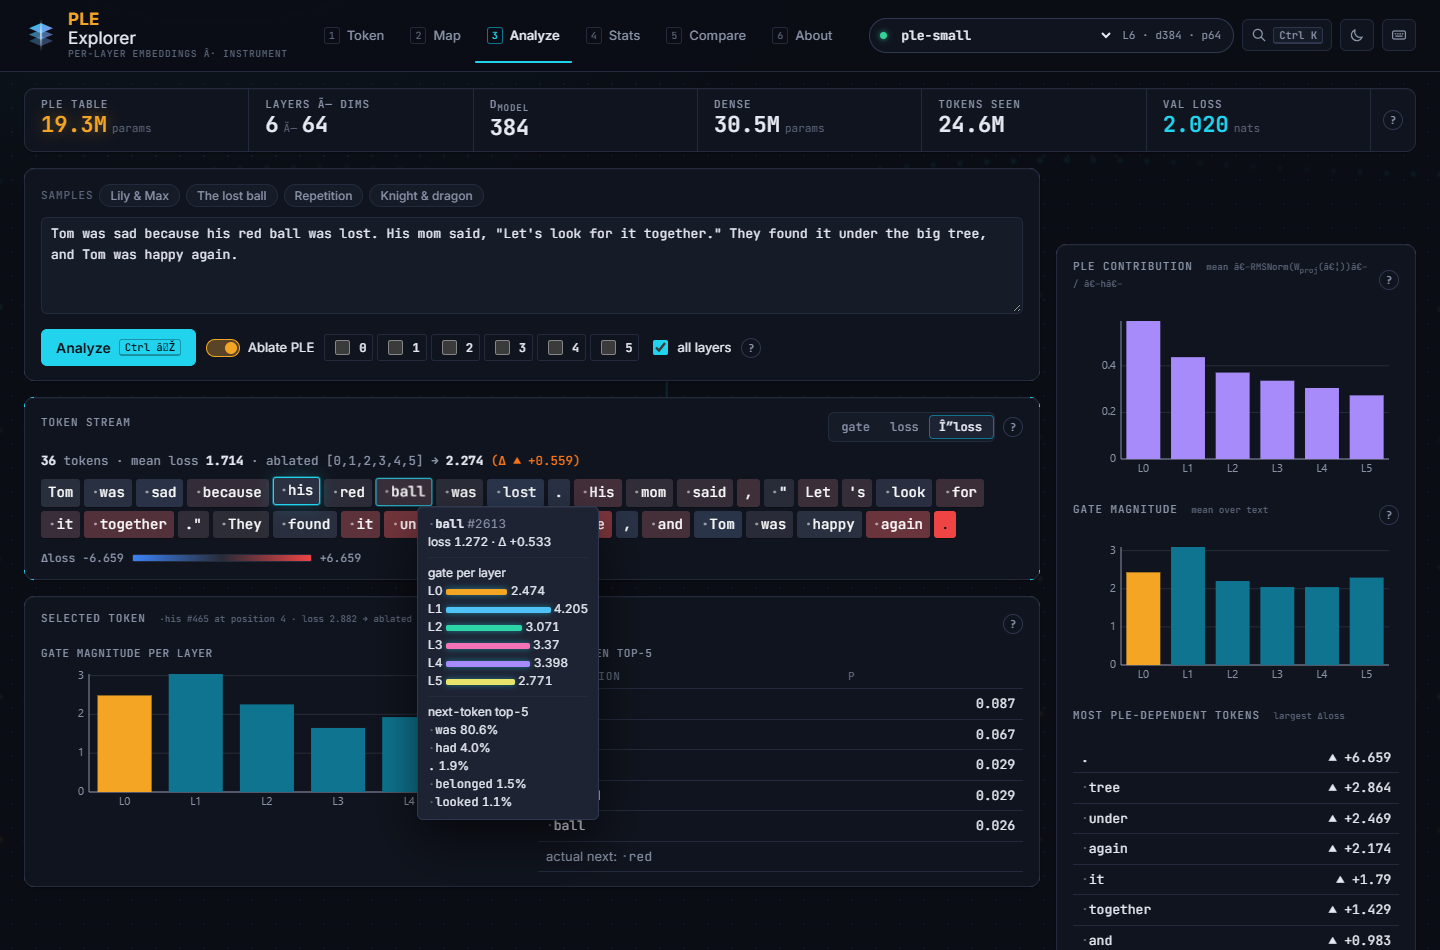 PLE
Explorer
PER-LAYER EMBEDDINGS Â· INSTRUMENT
1 Token
2 Map
3 Analyze
4 Stats
5 Compare
6 About
ple-small
L6 · d384 · p64
Ctrl K
PLE TABLE
19.3M params
LAYERS Ã— DIMS
6 Ã— 64
DMODEL
384
DENSE
30.5M params
TOKENS SEEN
24.6M
VAL LOSS
2.020 nats
?
SAMPLES
Lily & Max
The lost ball
Repetition
Knight & dragon
Tom was sad because his red ball was lost. His mom said, "Let's look for it together." They found it under the big tree,
and Tom was happy again.
Analyze Ctrl
Ablate PLE
0 1 2 3 4 5
all layers
?
TOKEN STREAM
gate loss Î”loss
?
36 tokens · mean loss 1.714 · ablated [0,1,2,3,4,5] → 2.274 (Δ ▲ +0.559)
Tom ·was ·sad ·because ·his ·red ·ball ·was ·lost . ·His ·mom ·said , ·" Let 's ·look ·for
·it ·together ." ·They ·found ·it ·un e , ·and ·Tom ·was ·happy ·again .
Δloss -6.659 +6.659
·ball #2613
loss 1.272 · Δ +0.533
gate per layer
L0 2.474
L1 4.205
L2 3.071
L3 3.37
L4 3.398
L5 2.771
next-token top-5
·was 80.6%
·had 4.0%
. 1.9%
·belonged 1.5%
·looked 1.1%
SELECTED TOKEN ·his #465 at position 4 · loss 2.882 → ablated
?
GATE MAGNITUDE PER LAYER
3
2
1
0
L0 L1 L2 L3 L4
EN TOP-5
ION P
0.087
0.067
0.029
0.029
·ball 0.026
actual next: ·red
PLE CONTRIBUTION mean â€–RMSNorm(Wproj(â€¦))â€–
/ â€–hâ€–
?
0.4
0.2
0
L0 L1 L2 L3 L4 L5
GATE MAGNITUDE mean over text
?
3
2
1
0
L0 L1 L2 L3 L4 L5
MOST PLE-DEPENDENT TOKENS largest Δloss
. ▲ +6.659
·tree ▲ +2.864
·under ▲ +2.469
·again ▲ +2.174
·it ▲ +1.79
·together ▲ +1.429
·and ▲ +0.983